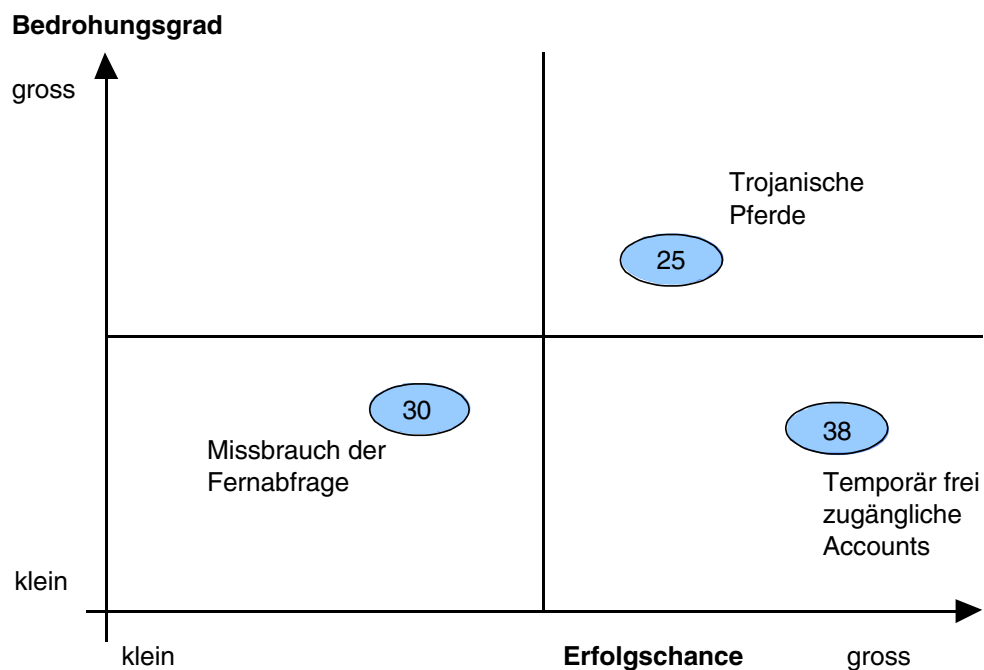 Bedrohungsgrad
gross
Trojanische
Pferde
25
30
38
Missbrauch der
Fernabfrage
Temporär frei
zugängliche
Accounts
klein
klein
Erfolgschance
gross